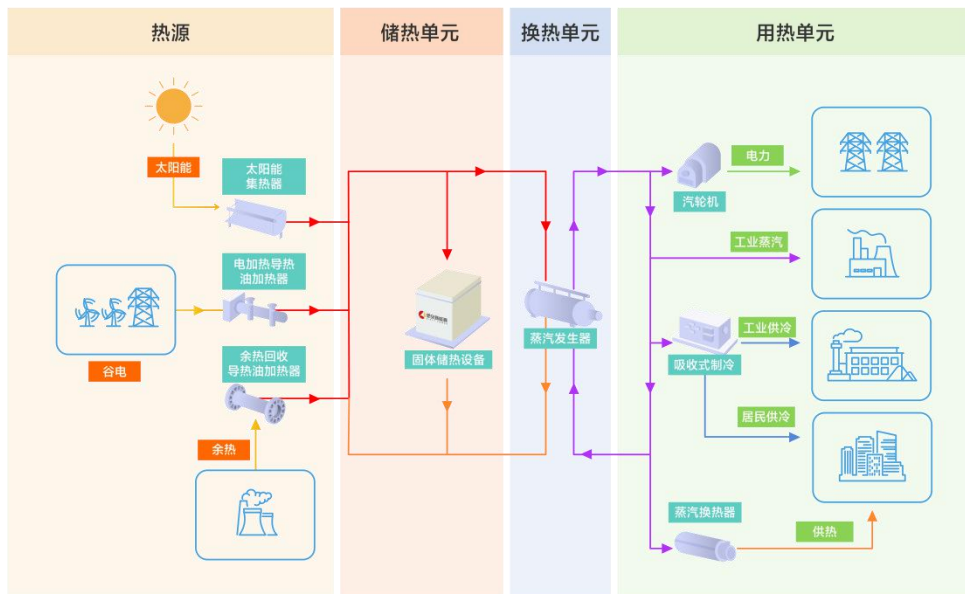 热源
储热单元
换热单元
用热单元
太阳能
太阳能
集热器
电加热导热
油加热器
谷电
余热回收
导热油加热器
余热
固体储热设备
蒸汽发生器
汽轮机
电力
工业蒸汽
吸收式制冷
工业供冷
居民供冷
蒸汽换热器
供热